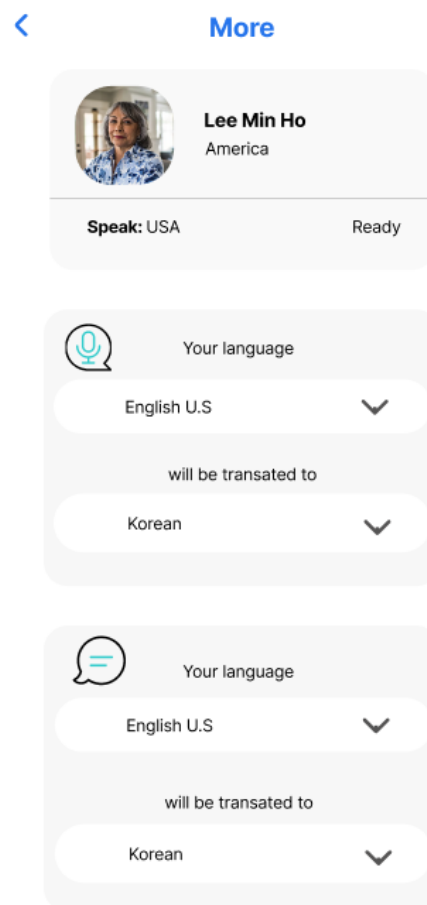 More
Lee Min Ho
America
Speak: USA Ready
Your language
English U.S
will be transated to
Korean
Your language
English U.S
will be transated to
Korean